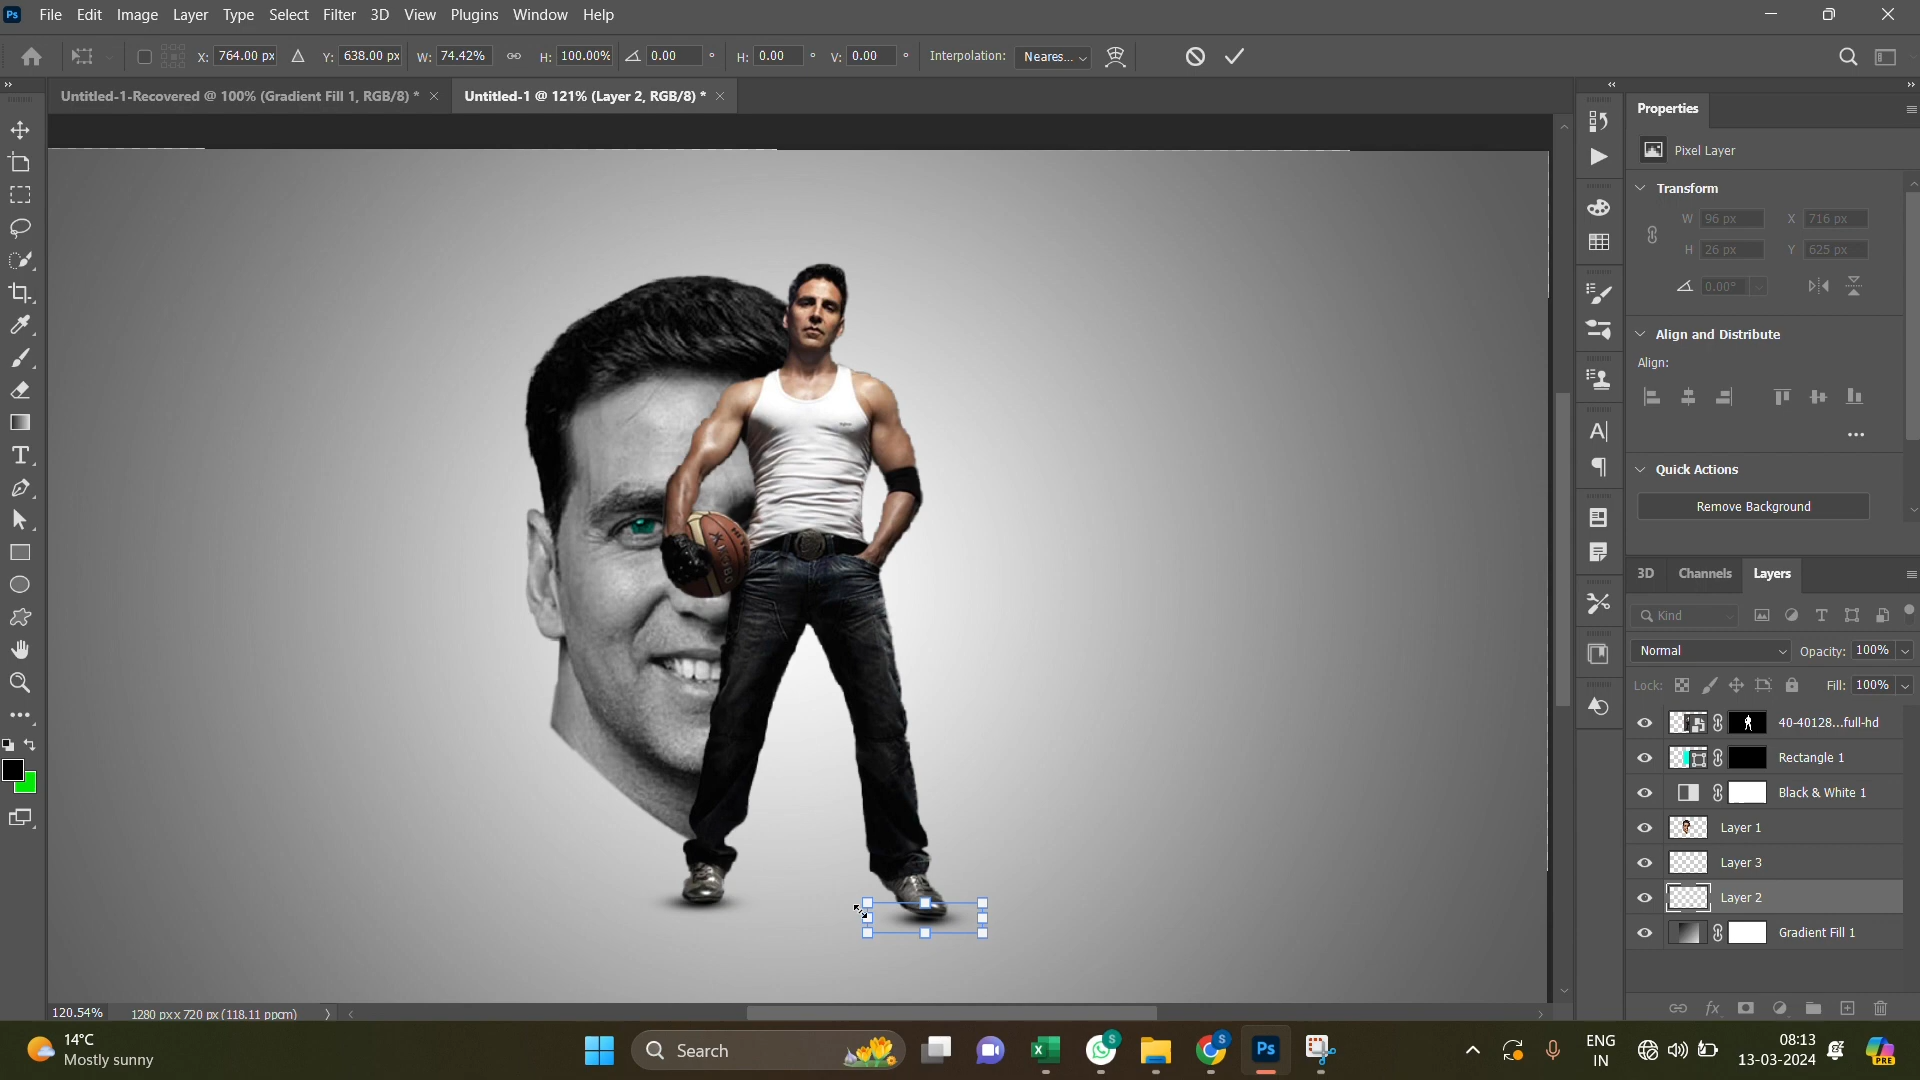 Ps File Edit Image Layer Type Select Filter 3D View Plugins Window Help
X: 764.00 px Y: 638.00 px W: 74.42% H: 100.00% 0.00 ° H: 0.00 ° V: 0.00 ° Interpolation: Neares...
Untitled-1-Recovered @ 100% (Gradient Fill 1, RGB/8) * × Untitled-1 @ 121% (Layer 2, RGB/8) * ×
Properties
Pixel Layer
Transform
W 96 px X 716 px
H 26 px Y 625 px
0.00°
Align and Distribute
Align:
Quick Actions
Remove Background
3D Channels Layers
Kind
Normal Opacity: 100%
Lock: Fill: 100%
40-40128...full-hd
Rectangle 1
Black & White 1
Layer 1
Layer 3
Layer 2
Gradient Fill 1
fx
120.54% 1280 px x 720 px (118.11 ppcm)
14°C
Mostly sunny
Search
ENG
IN
08:13
13-03-2024
PRE